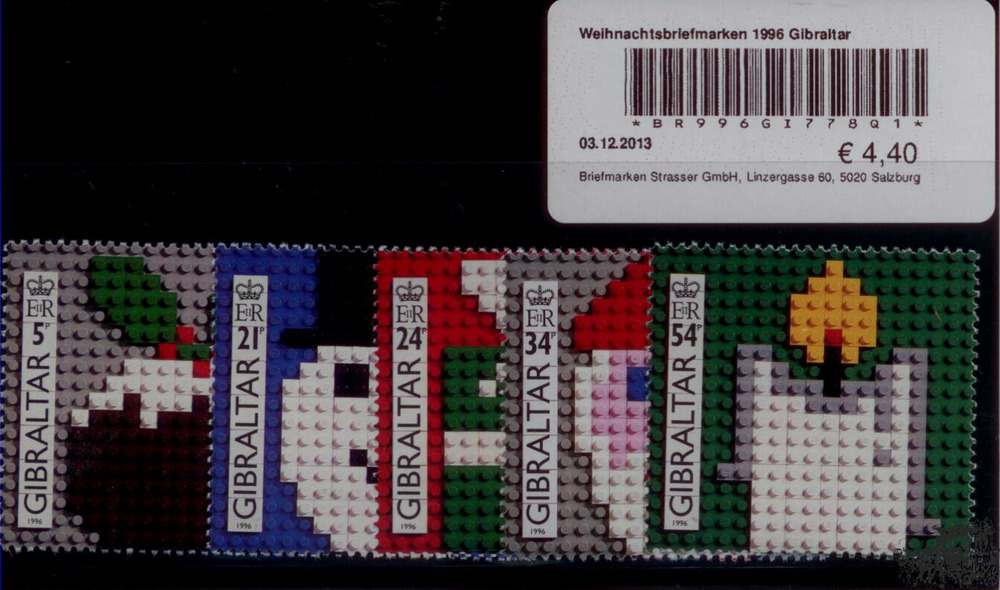 Weihnachtsbriefmarken 1996 Gibraltar
*BR996GI778Q1*
03.12.2013
€ 4,40
Briefmarken Strasser GmbH, Linzergasse 60, 5020 Salzburg
EIIR
5P
GIBRALTAR
1996
EIIR
21P
GIBRALTAR
1996
EIIR
24P
GIBRALTAR
1996
EIIR
34P
GIBRALTAR
1996
EIIR
54P
GIBRALTAR
1996